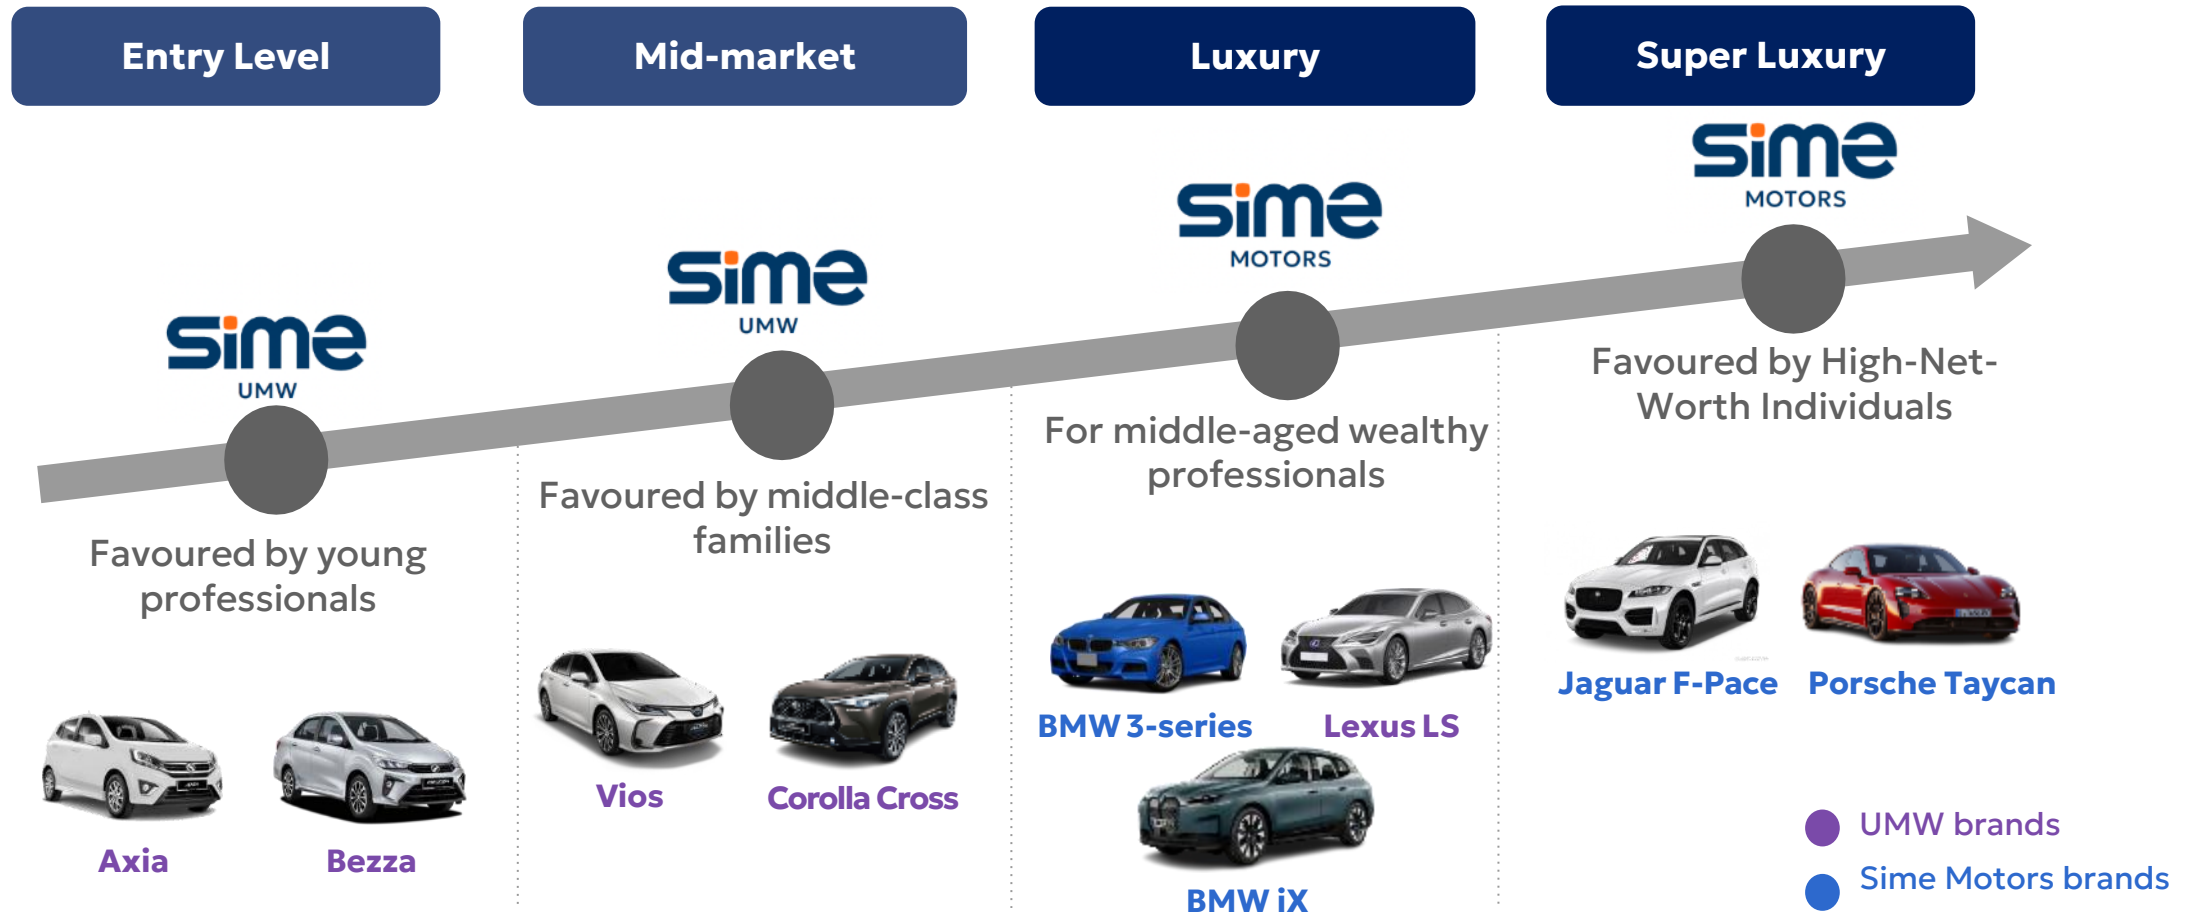 Entry Level
Mid-market
Luxury
Super Luxury
sime
UMW
Favoured by young
professionals
Axia
Bezza
sime
UMW
Favoured by middle-class
families
Vios
Corolla Cross
sime
MOTORS
For middle-aged wealthy
professionals
BMW 3-series
Lexus LS
BMW iX
sime
MOTORS
Favoured by High-Net-
Worth Individuals
Jaguar F-Pace
Porsche Taycan
UMW brands
Sime Motors brands